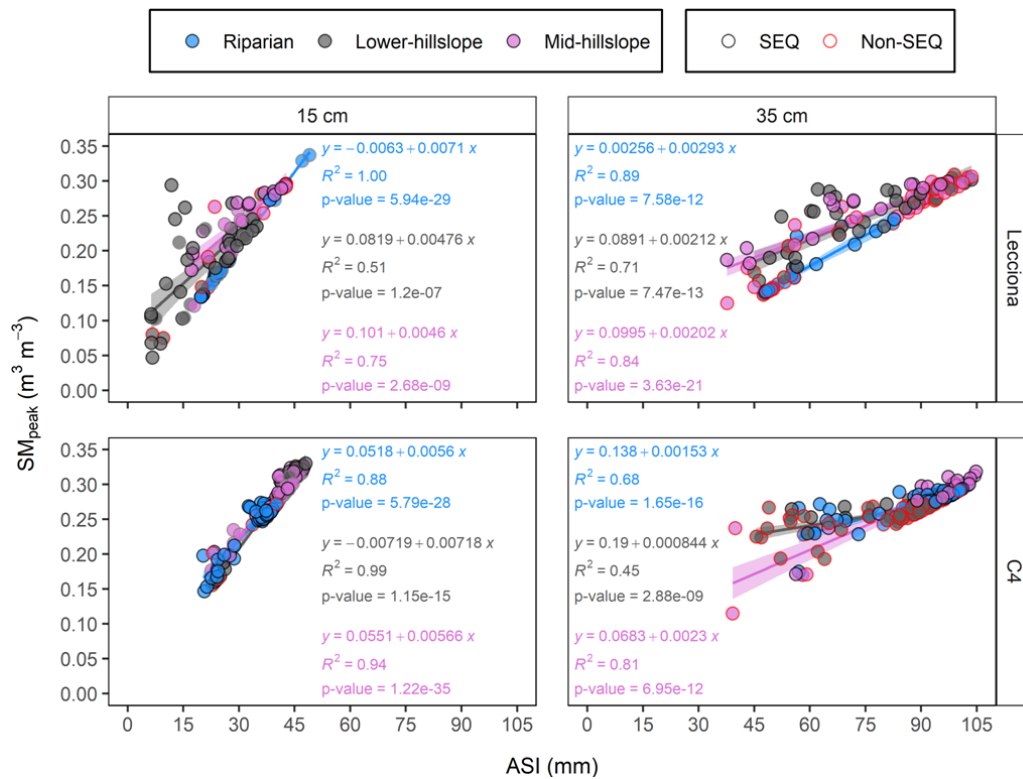 Riparian Lower-hillslope Mid-hillslope SEQ Non-SEQ
15 cm 35 cm
0.35
0.30
0.25
0.20
0.15
0.10
0.05
0.00
y = −0.0063 + 0.0071 x
R² = 1.00
p-value = 5.94e-29
y = 0.0819 + 0.00476 x
R² = 0.51
p-value = 1.2e-07
y = 0.101 + 0.0046 x
R² = 0.75
p-value = 2.68e-09
y = 0.00256 + 0.00293 x
R² = 0.89
p-value = 7.58e-12
y = 0.0891 + 0.00212 x
R² = 0.71
p-value = 7.47e-13
y = 0.0995 + 0.00202 x
R² = 0.84
p-value = 3.63e-21
Lecciona
SMpeak (m³ m⁻³)
0.35
0.30
0.25
0.20
0.15
0.10
0.05
0.00
y = 0.0518 + 0.0056 x
R² = 0.88
p-value = 5.79e-28
y = −0.00719 + 0.00718 x
R² = 0.99
p-value = 1.15e-15
y = 0.0551 + 0.00566 x
R² = 0.94
p-value = 1.22e-35
y = 0.138 + 0.00153 x
R² = 0.68
p-value = 1.65e-16
y = 0.19 + 0.000844 x
R² = 0.45
p-value = 2.88e-09
y = 0.0683 + 0.0023 x
R² = 0.81
p-value = 6.95e-12
C4
0 15 30 45 60 75 90 105 0 15 30 45 60 75 90 105
ASI (mm)